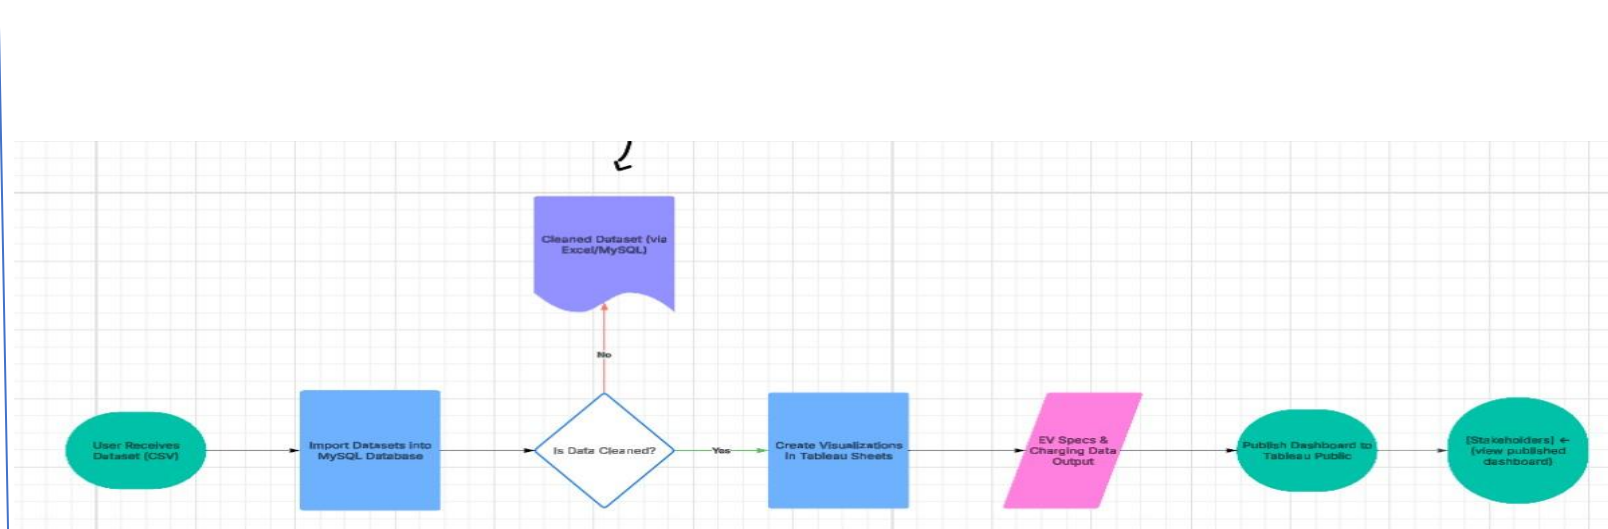 Cleaned Dataset (via
Excel/MySQL)
No
User Receives
Dataset (CSV)
Import Datasets into
MySQL Database
Is Data Cleaned?
Yes
Create Visualizations
in Tableau Sheets
EV Specs &
Charging Data
Output
Publish Dashboard to
Tableau Public
[Stakeholders] ←
(view published
dashboard)